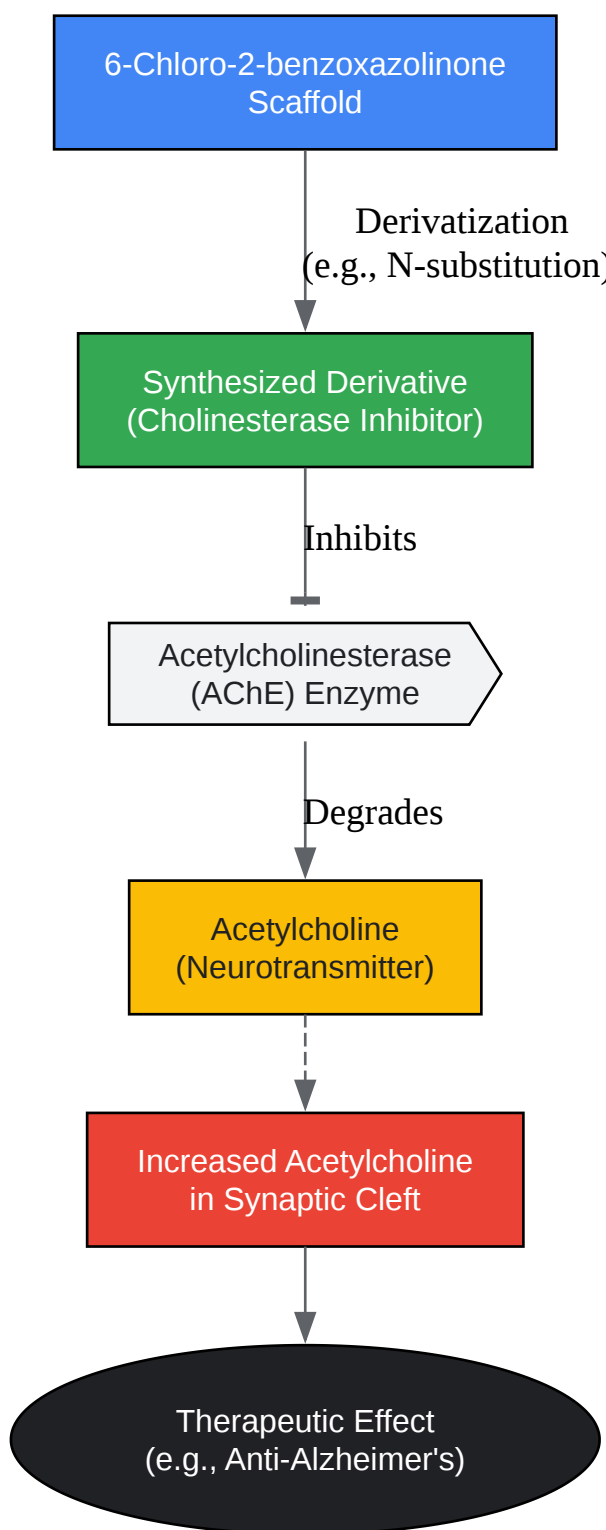 6-Chloro-2-benzoxazolinone
Scaffold
Derivatization
(e.g., N-substitution)
Synthesized Derivative
(Cholinesterase Inhibitor)
Inhibits
Acetylcholinesterase
(AChE) Enzyme
Degrades
Acetylcholine
(Neurotransmitter)
Increased Acetylcholine
in Synaptic Cleft
Therapeutic Effect
(e.g., Anti-Alzheimer's)